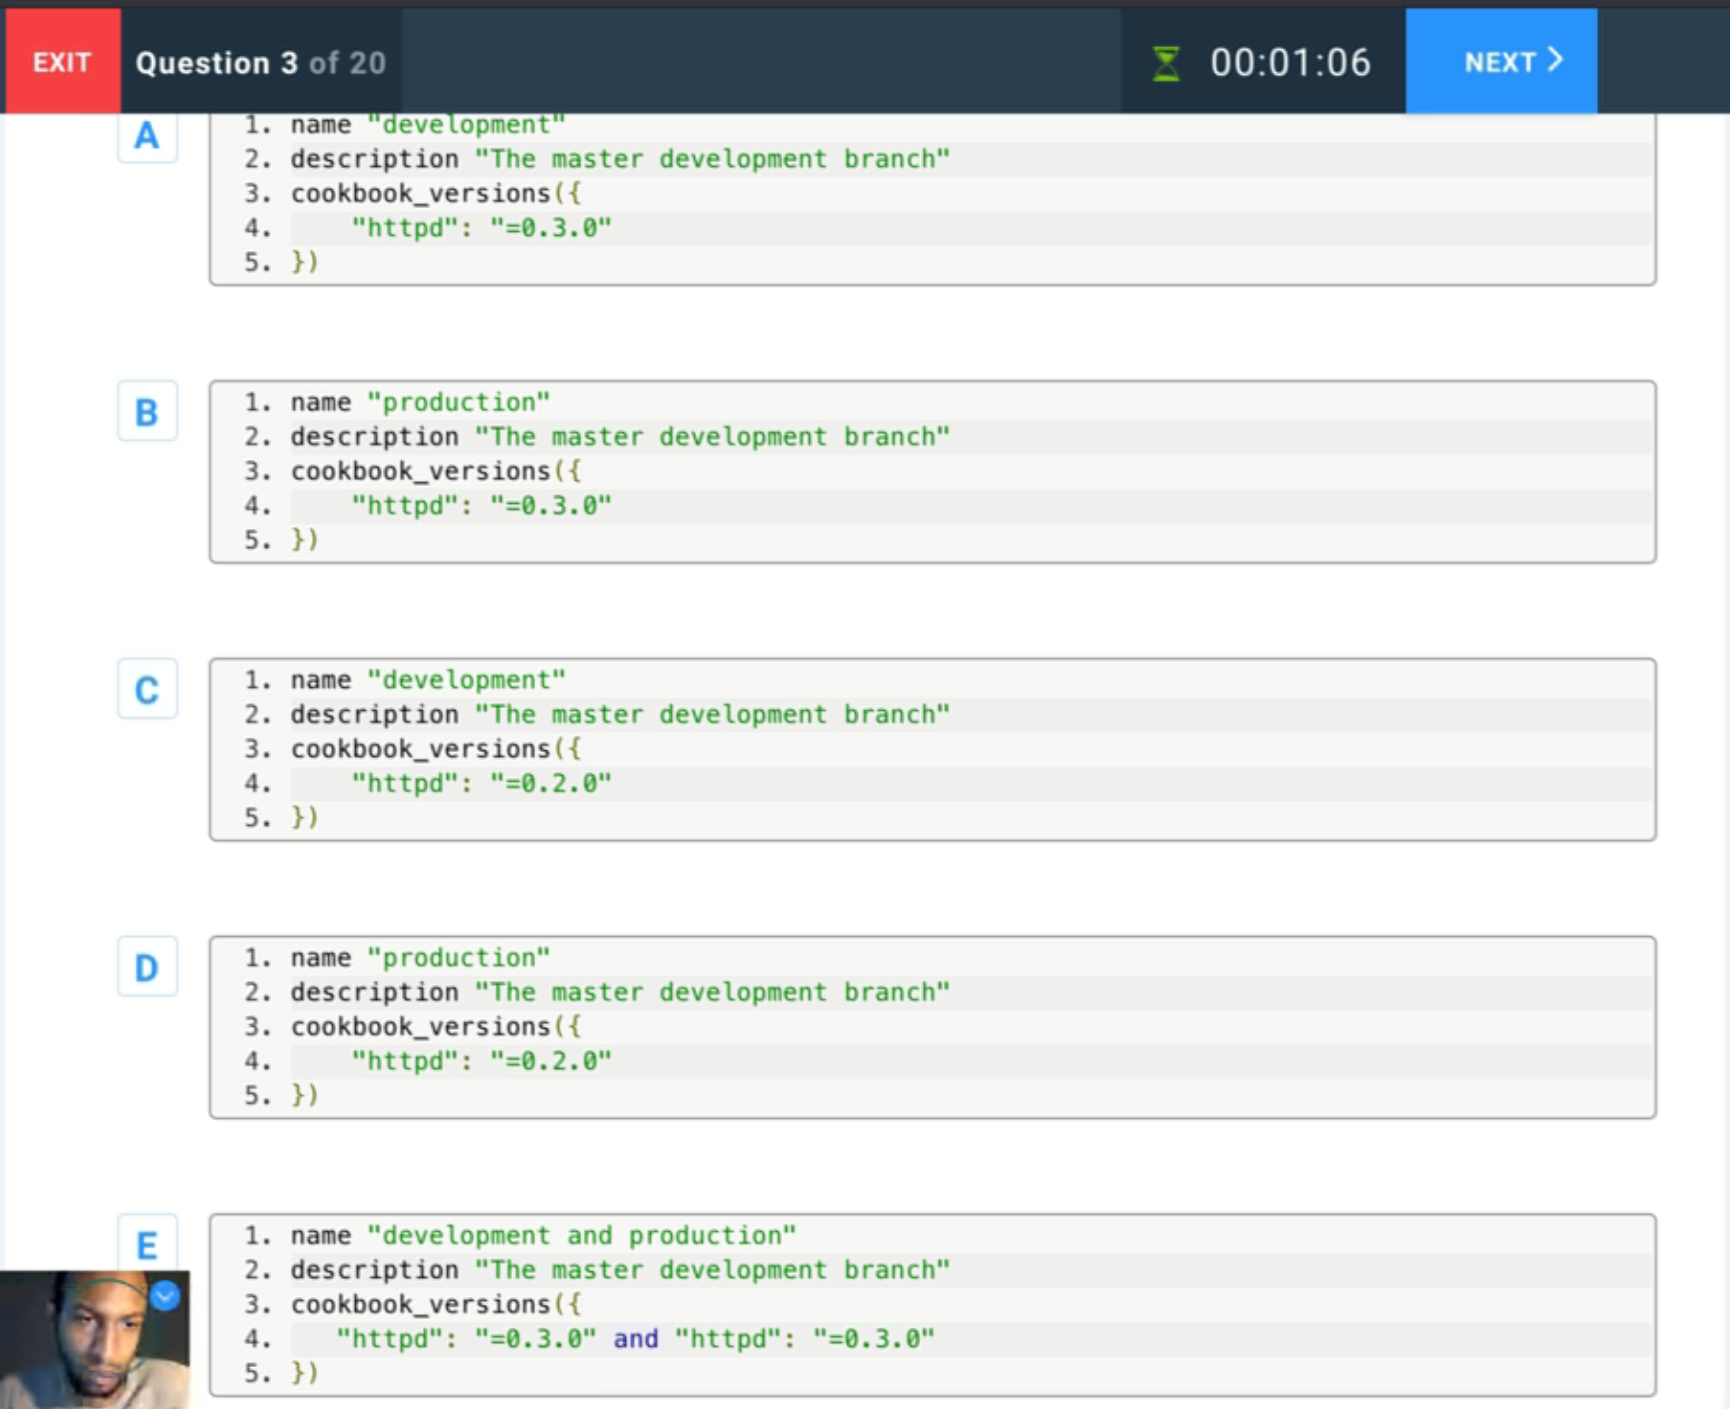 EXIT Question 3 of 20 00:01:06 NEXT
A
1. name "development"
2. description "The master development branch"
3. cookbook_versions({
4. "httpd": "=0.3.0"
5. })
B
1. name "production"
2. description "The master development branch"
3. cookbook_versions({
4. "httpd": "=0.3.0"
5. })
C
1. name "development"
2. description "The master development branch"
3. cookbook_versions({
4. "httpd": "=0.2.0"
5. })
D
1. name "production"
2. description "The master development branch"
3. cookbook_versions({
4. "httpd": "=0.2.0"
5. })
E
1. name "development and production"
2. description "The master development branch"
3. cookbook_versions({
4. "httpd": "=0.3.0" and "httpd": "=0.3.0"
5. })